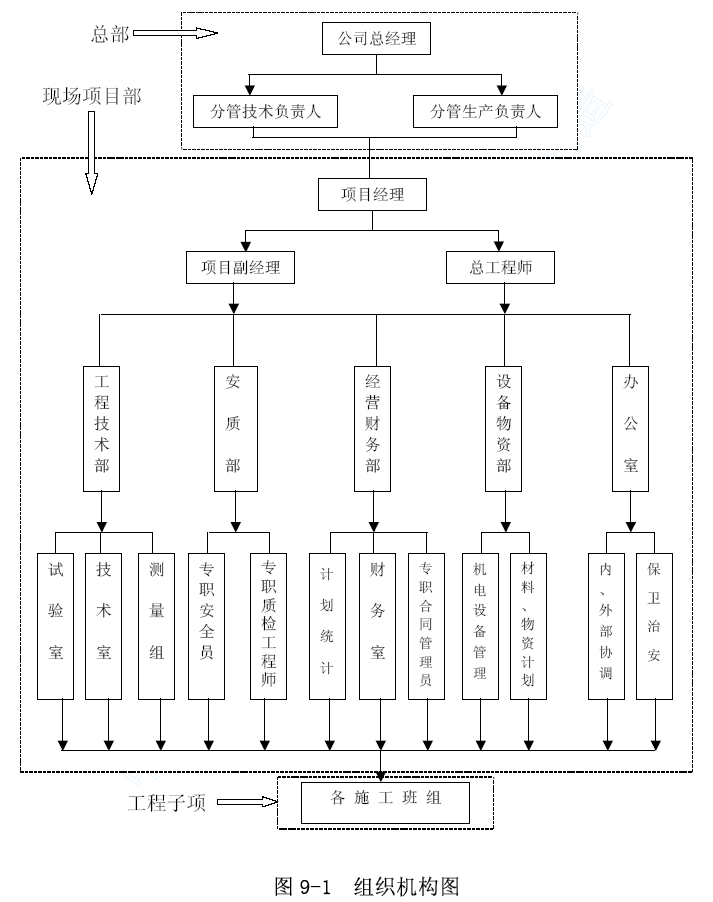 总部
公司总经理
现场项目部
分管技术负责人
分管生产负责人
项目经理
项目副经理
总工程师
工程技术部
安质部
经营财务部
设备物资部
办公室
试验室
技术室
测量组
专职安全员
专职质检工程师
计划统计
财务室
专职合同管理员
机电设备管理
材料、物资计划
内、外部协调
保卫治安
工程子项
各施工班组
图 9-1 组织机构图